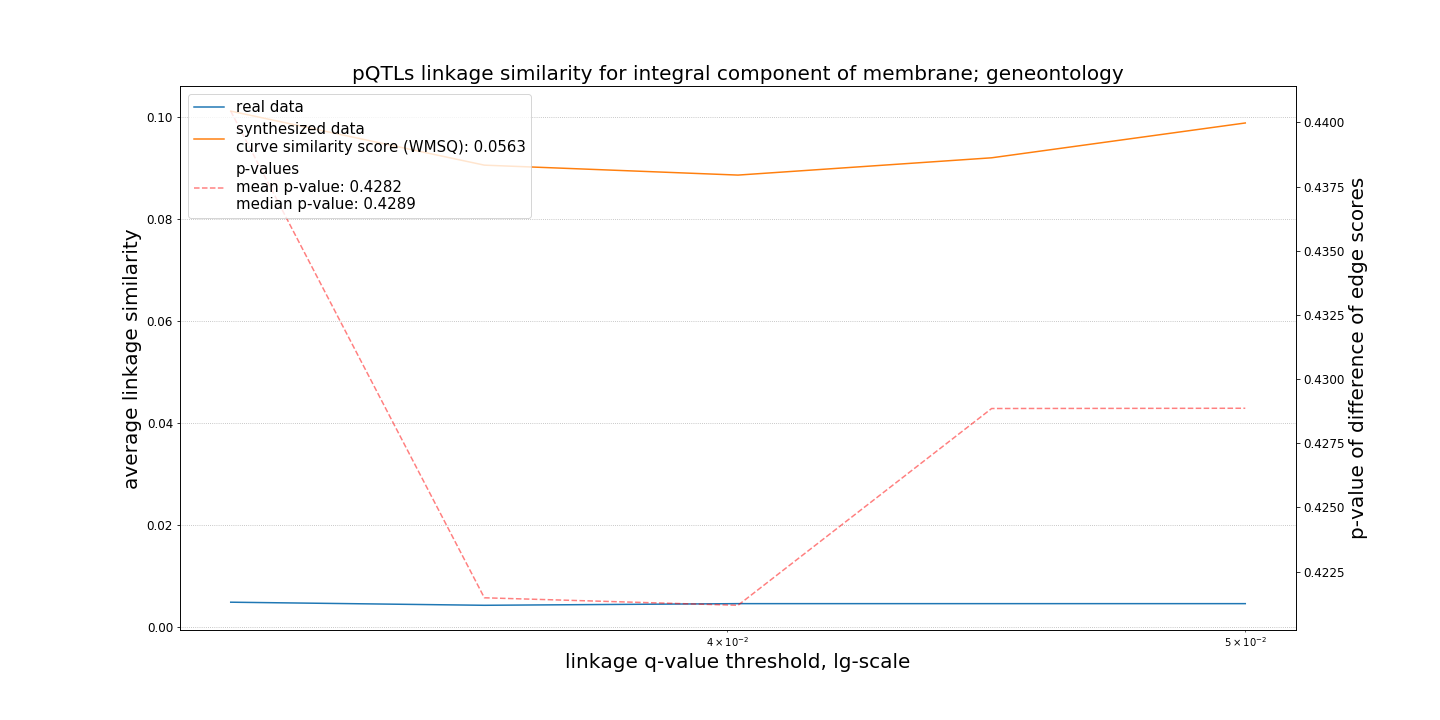 pQTLs linkage similarity for integral component of membrane; geneontology
real data
synthesized data
curve similarity score (WMSQ): 0.0563
p-values
mean p-value: 0.4282
median p-value: 0.4289
average linkage similarity
0.10
0.08
0.06
0.04
0.02
0.00
0.4400
0.4375
0.4350
0.4325
0.4300
0.4275
0.4250
0.4225
p-value of difference of edge scores
4 × 10⁻²
5 × 10⁻²
linkage q-value threshold, lg-scale